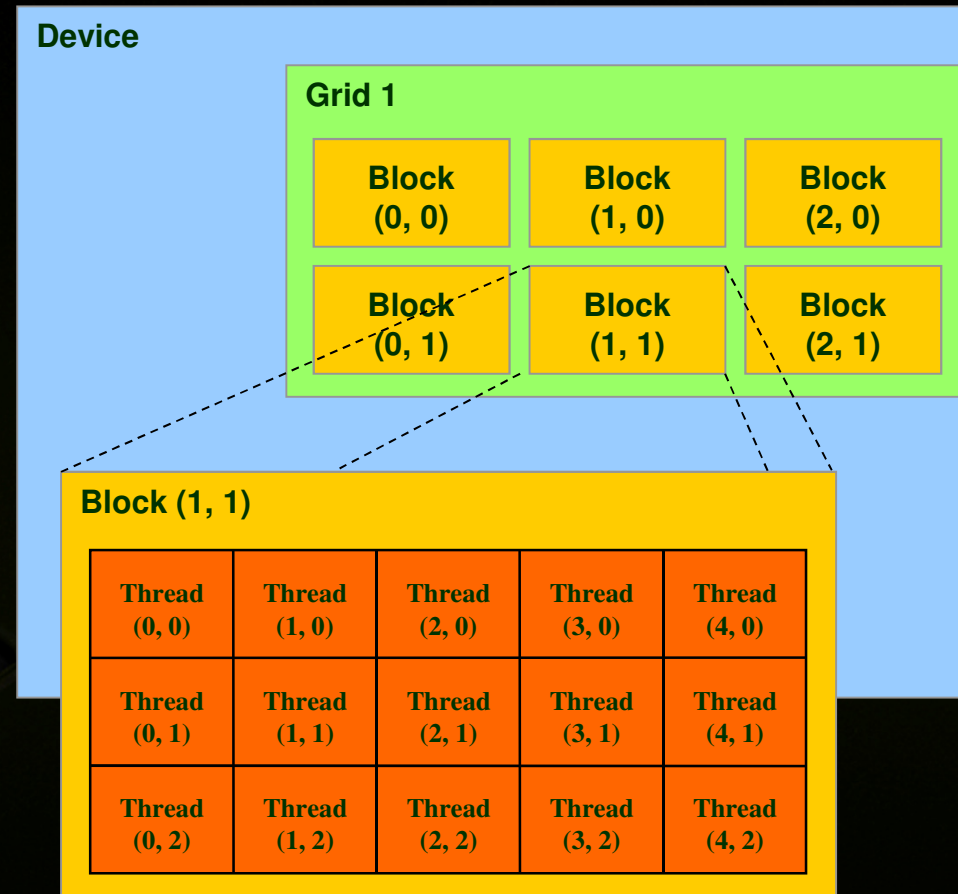 Device
Grid 1
Block
(0, 0)
Block
(1, 0)
Block
(2, 0)
Block
(0, 1)
Block
(1, 1)
Block
(2, 1)
Block (1, 1)
Thread
(0, 0)
Thread
(1, 0)
Thread
(2, 0)
Thread
(3, 0)
Thread
(4, 0)
Thread
(0, 1)
Thread
(1, 1)
Thread
(2, 1)
Thread
(3, 1)
Thread
(4, 1)
Thread
(0, 2)
Thread
(1, 2)
Thread
(2, 2)
Thread
(3, 2)
Thread
(4, 2)